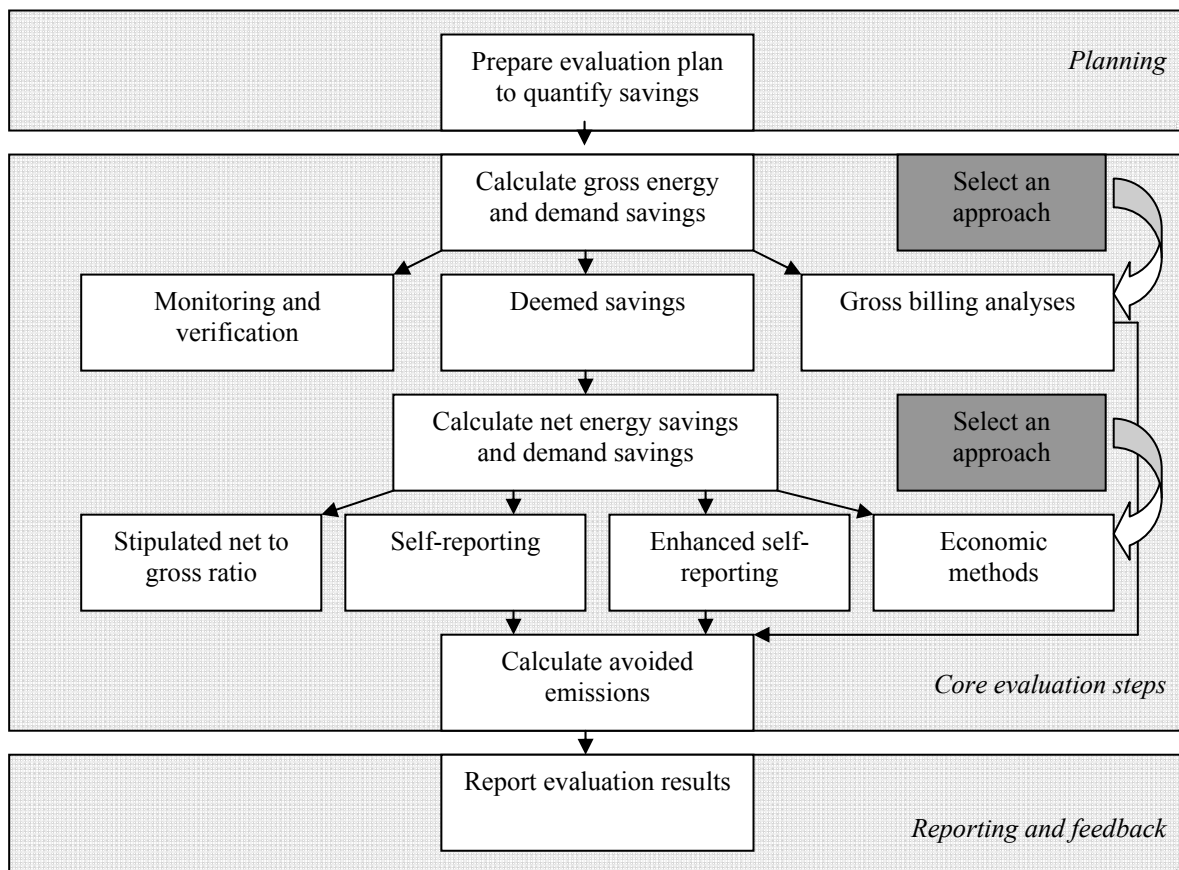 Prepare evaluation plan
to quantify savings
Planning
Calculate gross energy
and demand savings
Select an
approach
Monitoring and
verification
Deemed savings
Gross billing analyses
Calculate net energy savings
and demand savings
Select an
approach
Stipulated net to
gross ratio
Self-reporting
Enhanced self-
reporting
Economic
methods
Calculate avoided
emissions
Core evaluation steps
Report evaluation results
Reporting and feedback